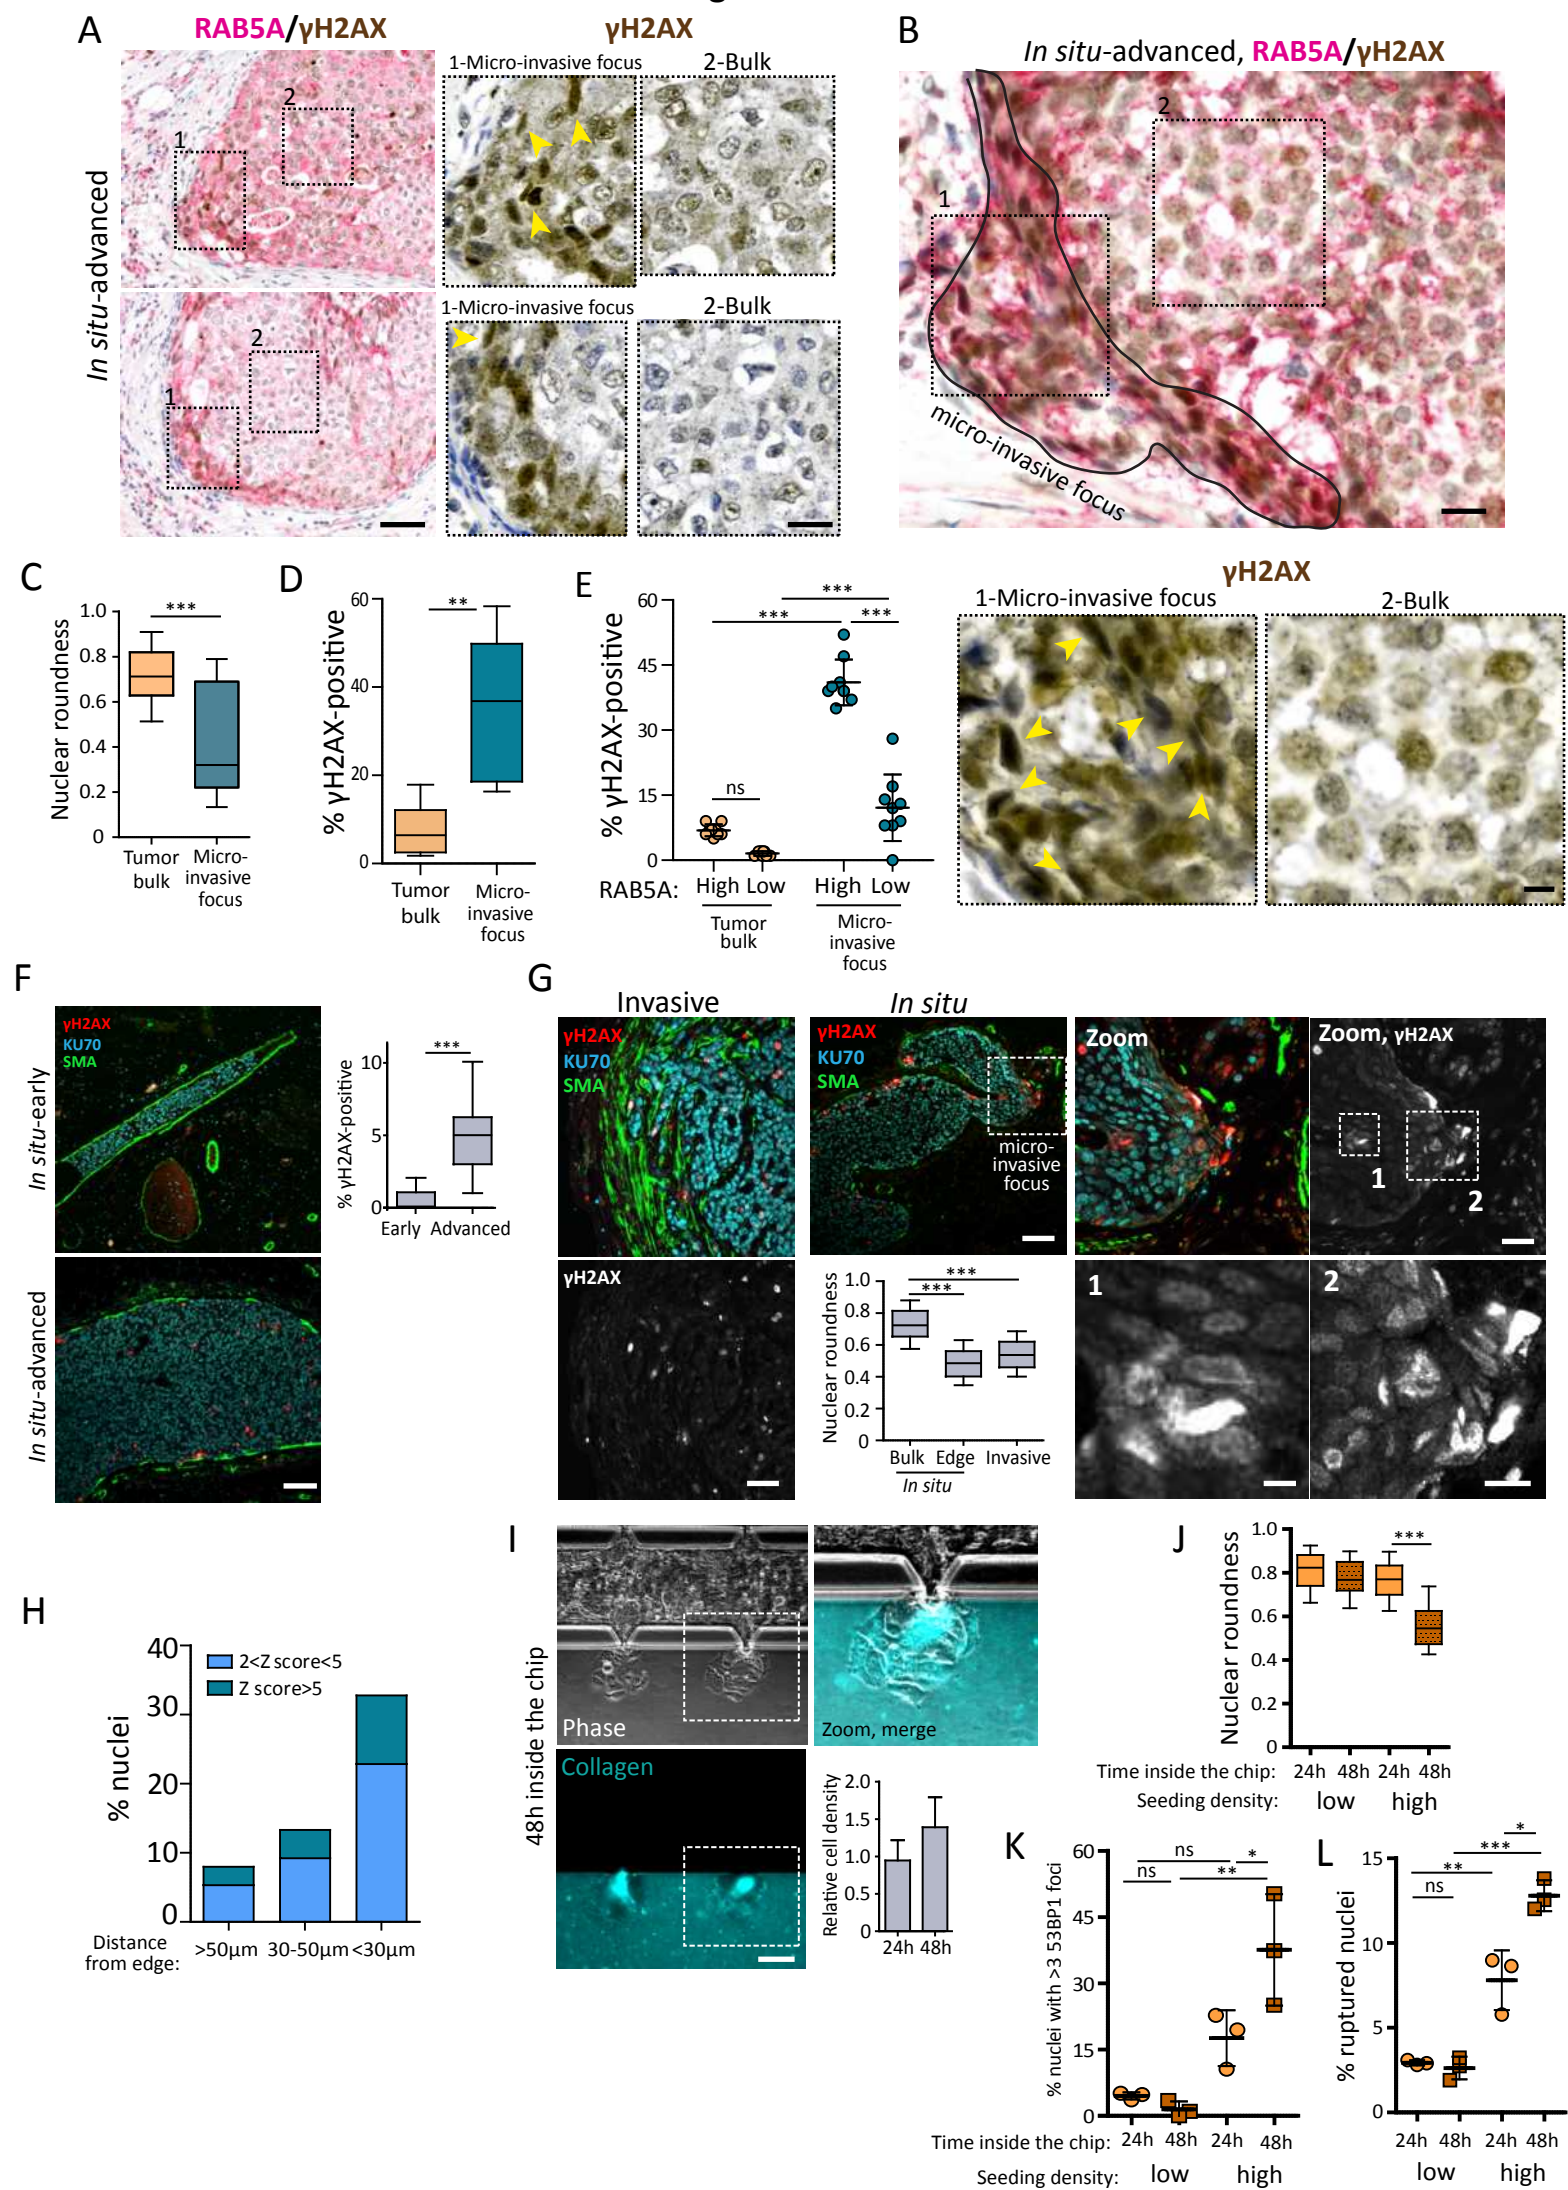 A
RAB5A/γH2AX
γH2AX
1-Micro-invasive focus
2-Bulk
In situ-advanced
1
2
1-Micro-invasive focus
2-Bulk
1
2
B
In situ-advanced, RAB5A/γH2AX
1
2
micro-invasive focus
γH2AX
1-Micro-invasive focus
2-Bulk
C
Nuclear roundness
1.0
0.8
0.6
0.4
0.2
0
***
Tumor
bulk
Micro-
invasive
focus
D
% γH2AX-positive
60
40
20
0
**
Tumor
bulk
Micro-
invasive
focus
E
% γH2AX-positive
60
45
30
15
0
***
***
***
ns
RAB5A: High Low High Low
Tumor
bulk
Micro-
invasive
focus
F
In situ-early
γH2AX
KU70
SMA
In situ-advanced
% γH2AX-positive
10
5
0
***
Early Advanced
G
Invasive
γH2AX
KU70
SMA
γH2AX
In situ
γH2AX
KU70
SMA
micro-
invasive
focus
Zoom
Zoom, γH2AX
1
2
1
2
Nuclear roundness
1.0
0.8
0.6
0.4
0.2
0
***
***
Bulk Edge Invasive
In situ
H
% nuclei
40
30
20
10
0
2<Z score<5
Z score>5
Distance
from edge:
>50μm 30-50μm <30μm
I
48h inside the chip
Phase
Zoom, merge
Collagen
Relative cell density
2.0
1.5
1.0
0.5
0
24h 48h
J
Nuclear roundness
1.0
0.8
0.6
0.4
0.2
0
***
Time inside the chip: 24h 48h 24h 48h
Seeding density: low high
K
% nuclei with >3 53BP1 foci
60
45
30
15
0
ns
*
ns
**
Time inside the chip: 24h 48h 24h 48h
Seeding density: low high
L
% ruptured nuclei
15
10
5
0
*
***
**
ns
24h 48h 24h 48h
low high